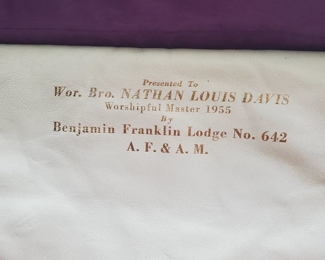 Presented To
Wor. Bro. NATHAN LOUIS DAVIS
Worshipful Master 1955
By
Benjamin Franklin Lodge No. 642
A. F. & A. M.